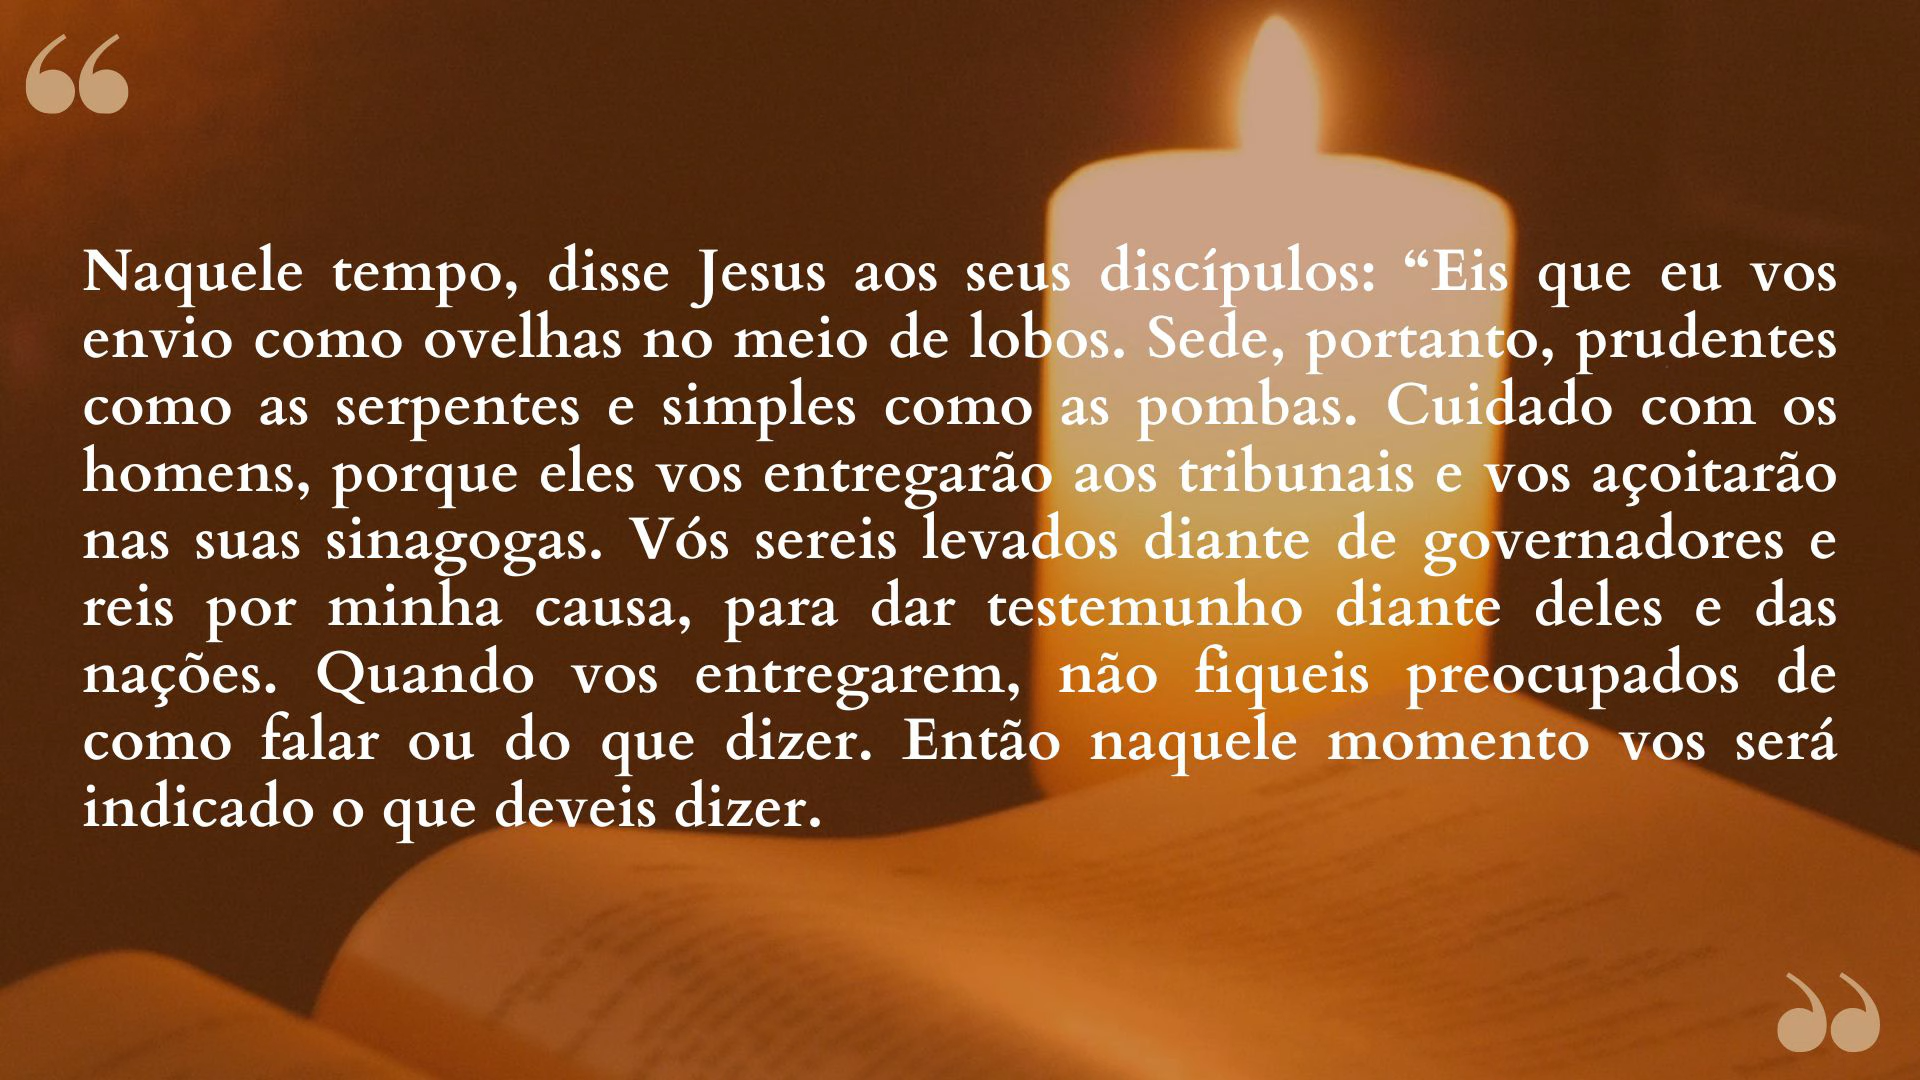 “
Naquele tempo, disse Jesus aos seus discípulos: “Eis que eu vos
envio como ovelhas no meio de lobos. Sede, portanto, prudentes
como as serpentes e simples como as pombas. Cuidado com os
homens, porque eles vos entregarão aos tribunais e vos açoitarão
nas suas sinagogas. Vós sereis levados diante de governadores e
reis por minha causa, para dar testemunho diante deles e das
nações. Quando vos entregarem, não fiqueis preocupados de
como falar ou do que dizer. Então naquele momento vos será
indicado o que deveis dizer.
”